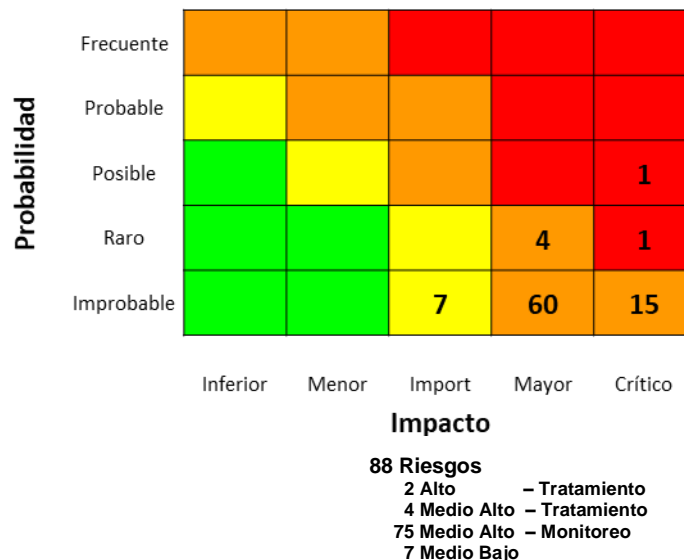 Probabilidad
Frecuente
Probable
Posible 1
Raro 4 1
Improbable 7 60 15
Inferior Menor Import Mayor Crítico
Impacto
88 Riesgos
2 Alto – Tratamiento
4 Medio Alto – Tratamiento
75 Medio Alto – Monitoreo
7 Medio Bajo